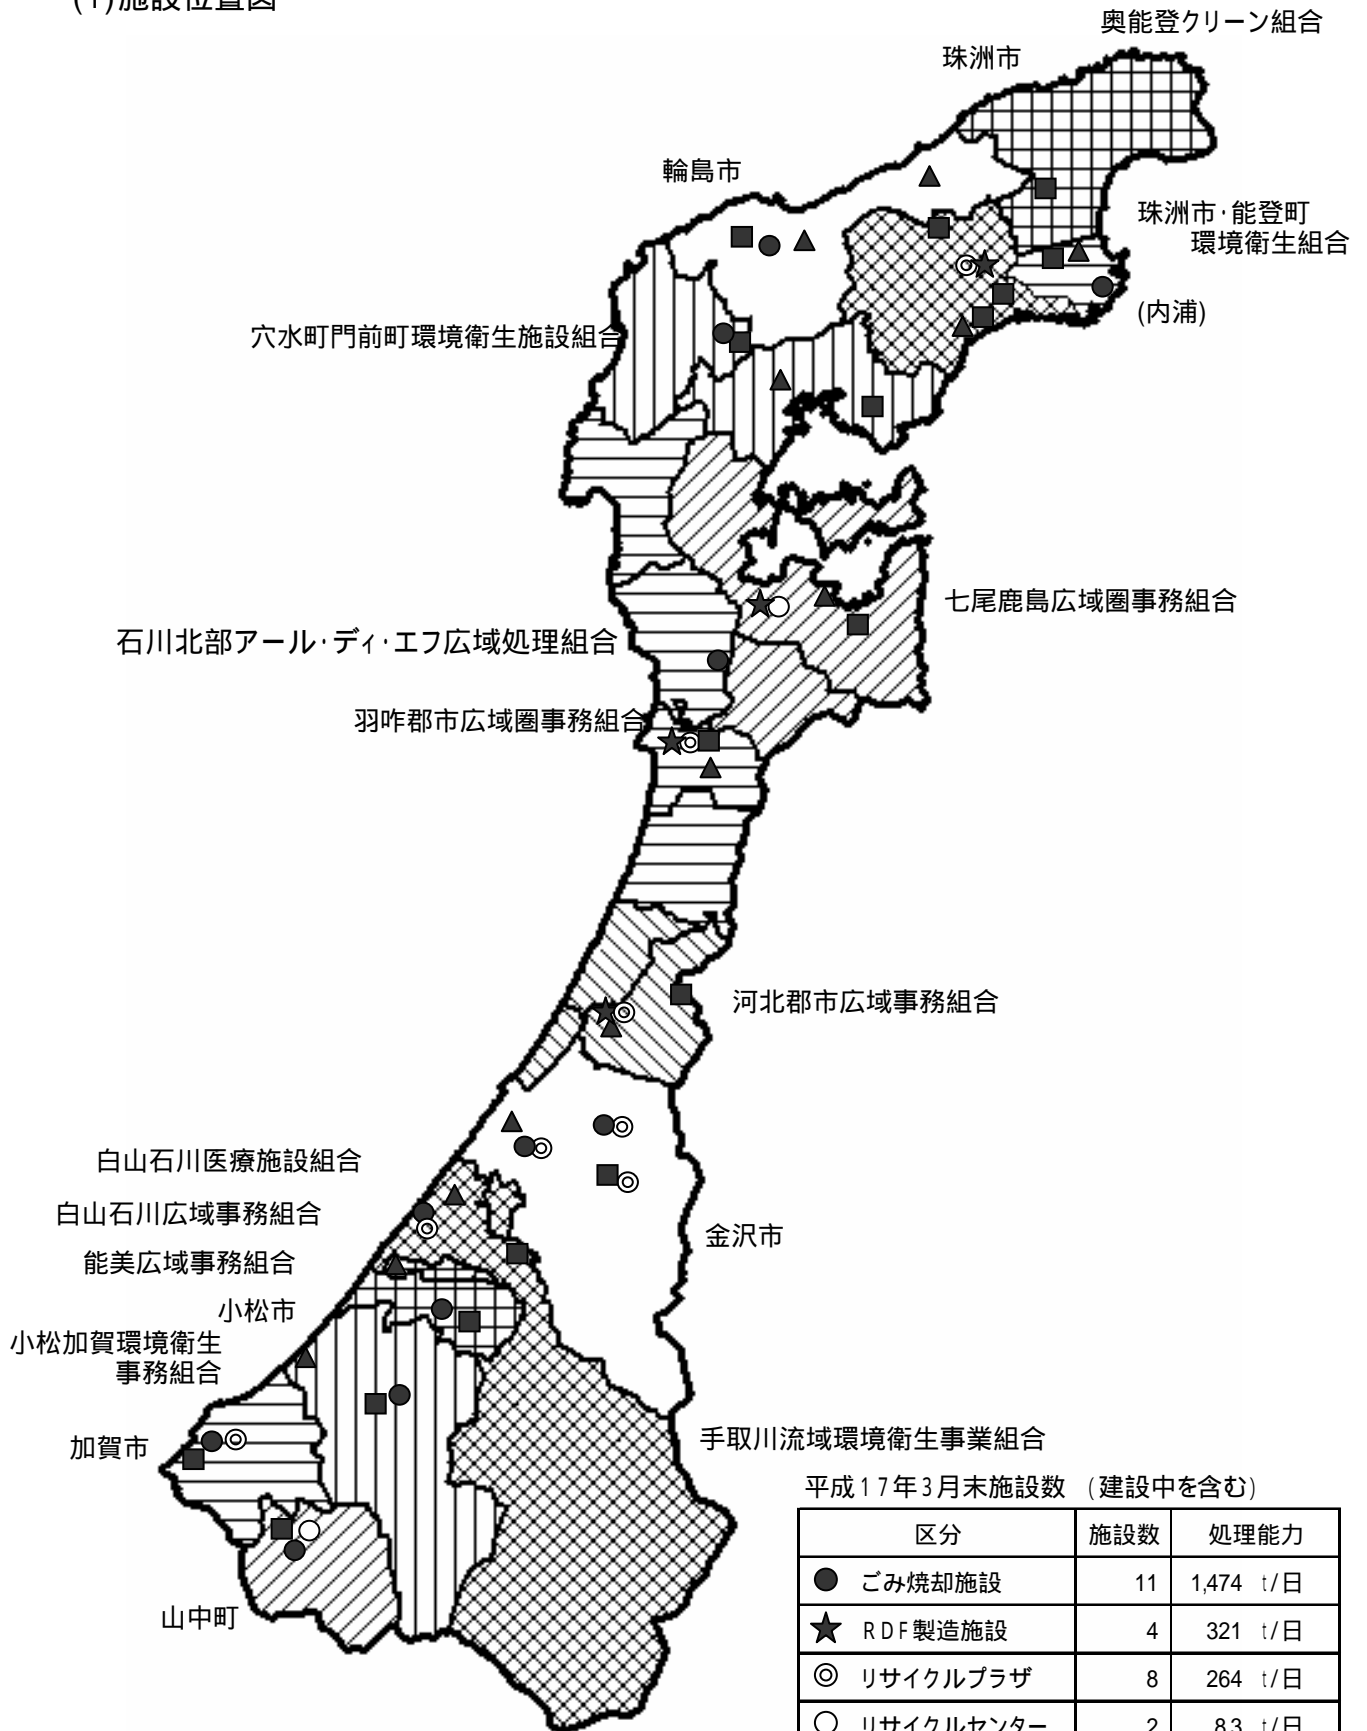 (1)施設位置図
奥能登クリーン組合
珠洲市
輪島市
珠洲市･能登町
環境衛生組合
(内浦)
穴水町門前町環境衛生施設組合
七尾鹿島広域圏事務組合
石川北部アール･ディ･エフ広域処理組合
羽咋郡市広域圏事務組合
河北郡市広域事務組合
白山石川医療施設組合
白山石川広域事務組合
金沢市
能美広域事務組合
小松市
小松加賀環境衛生
事務組合
加賀市
手取川流域環境衛生事業組合
山中町
平成17年3月末施設数 (建設中を含む)
区分 施設数 処理能力
● ごみ焼却施設 11 1,474 t/日
★ RDF製造施設 4 321 t/日
◎ リサイクルプラザ 8 264 t/日
○ リサイクルセンター 2 8.3 t/日